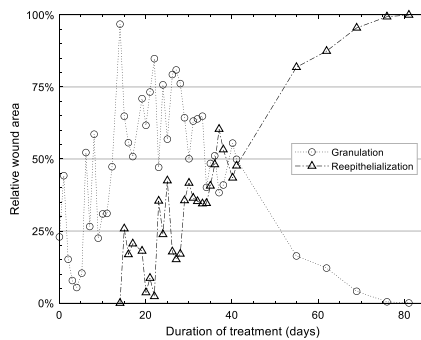 100%
75%
50%
25%
0%
Relative wound area
Granulation
Reepithelialization
0 20 40 60 80
Duration of treatment (days)